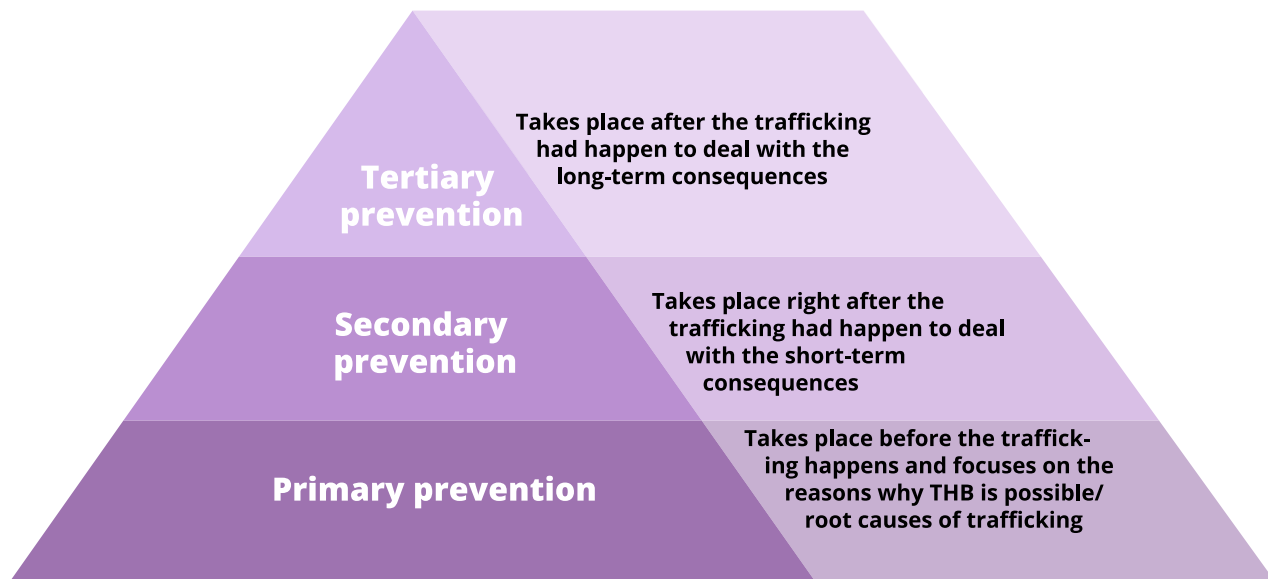 Tertiary
prevention
Takes place after the trafficking
had happen to deal with the
long-term consequences
Secondary
prevention
Takes place right after the
trafficking had happen to deal
with the short-term
consequences
Primary prevention
Takes place before the traffick-
ing happens and focuses on the
reasons why THB is possible/
root causes of trafficking